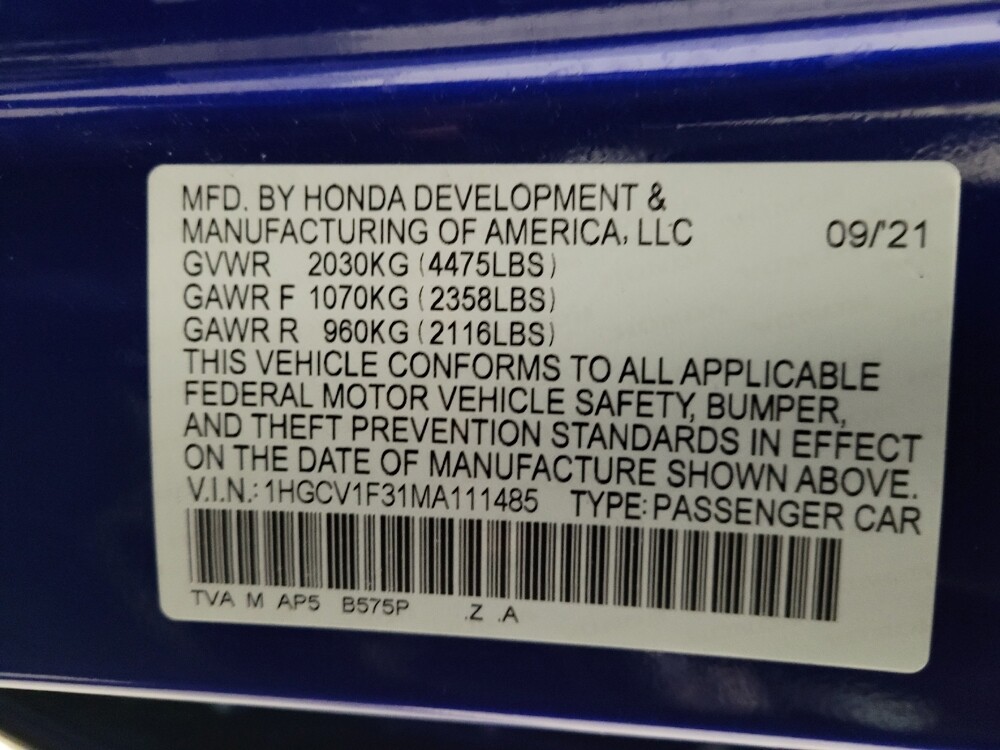 MFD. BY HONDA DEVELOPMENT &
MANUFACTURING OF AMERICA, LLC 09/'21
GVWR 2030KG (4475LBS)
GAWR F 1070KG (2358LBS)
GAWR R 960KG (2116LBS)
THIS VEHICLE CONFORMS TO ALL APPLICABLE
FEDERAL MOTOR VEHICLE SAFETY, BUMPER,
AND THEFT PREVENTION STANDARDS IN EFFECT
ON THE DATE OF MANUFACTURE SHOWN ABOVE.
V.I.N.: 1HGCV1F31MA111485 TYPE: PASSENGER CAR
TVA M AP5 B575P .Z .A